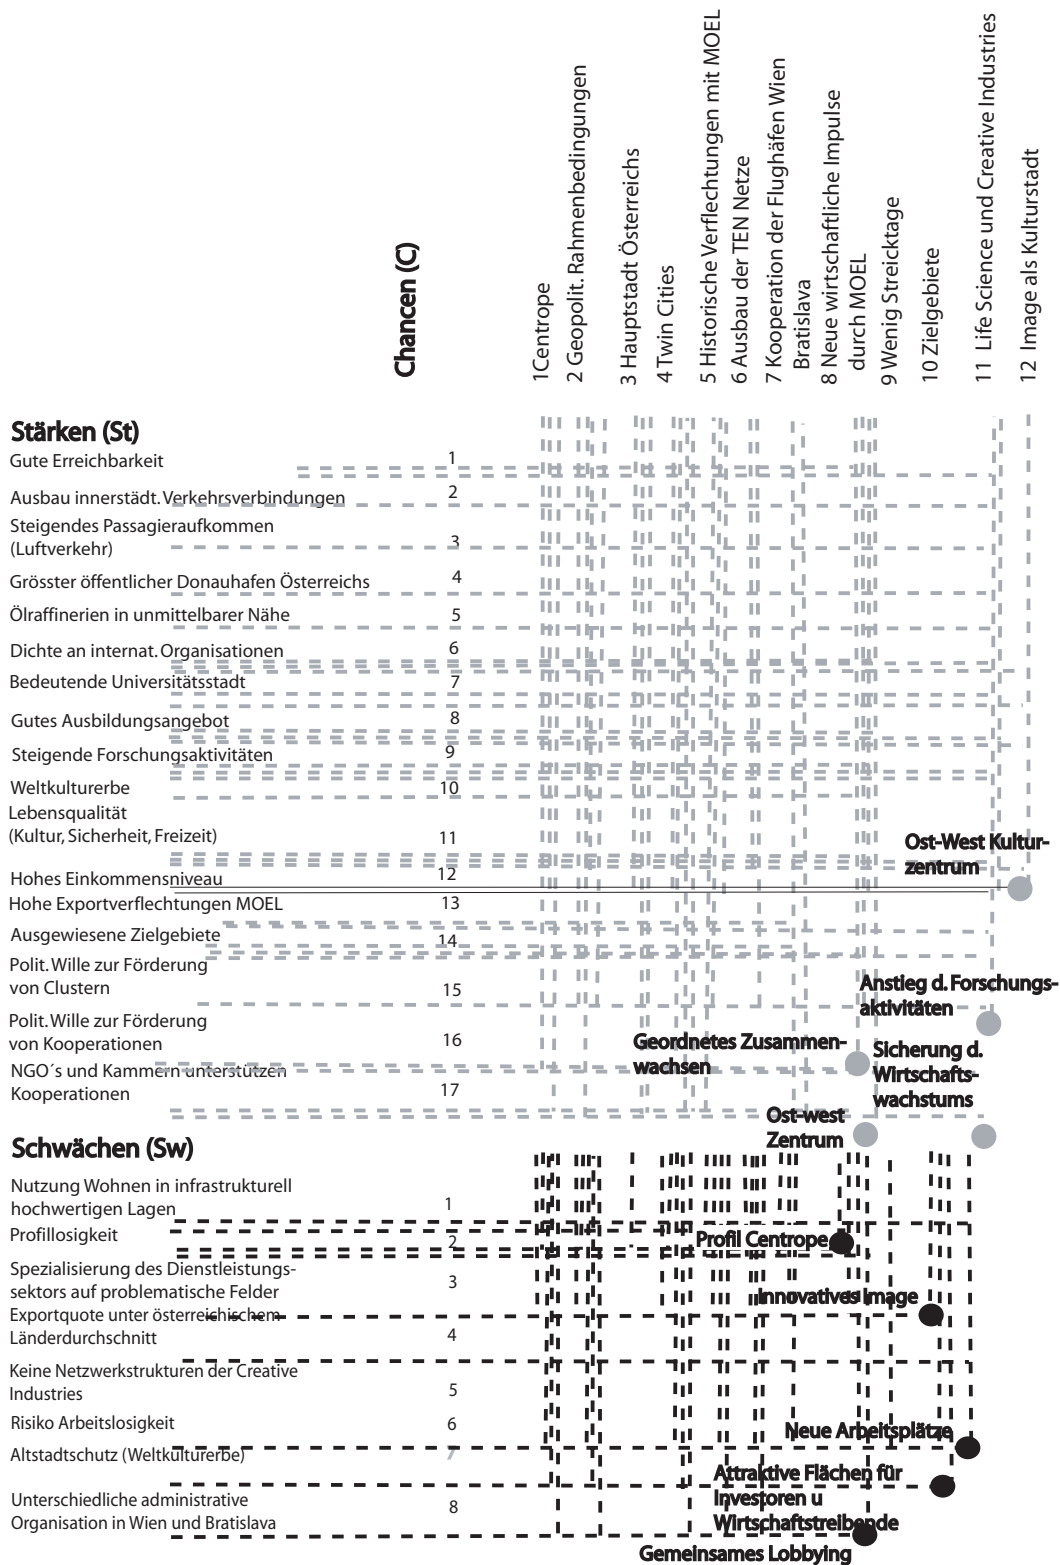 Chancen (C)
1Centrope
2 Geopolit. Rahmenbedingungen
3 Hauptstadt Österreichs
4 Twin Cities
5 Historische Verflechtungen mit MOEL
6 Ausbau der TEN Netze
7 Kooperation der Flughäfen Wien
Bratislava
8 Neue wirtschaftliche Impulse
durch MOEL
9 Wenig Streicktage
10 Zielgebiete
11 Life Science und Creative Industries
12 Image als Kulturstadt
Stärken (St)
Gute Erreichbarkeit 1
Ausbau innerstädt. Verkehrsverbindungen 2
Steigendes Passagieraufkommen
(Luftverkehr) 3
Grösster öffentlicher Donauhafen Österreichs 4
Ölraffinerien in unmittelbarer Nähe 5
Dichte an internat. Organisationen 6
Bedeutende Universitätsstadt 7
Gutes Ausbildungsangebot 8
Steigende Forschungsaktivitäten 9
Weltkulturerbe 10
Lebensqualität
(Kultur, Sicherheit, Freizeit) 11
Ost-West Kultur-
zentrum
Hohes Einkommensniveau 12
Hohe Exportverflechtungen MOEL 13
Ausgewiesene Zielgebiete 14
Polit. Wille zur Förderung
von Clustern 15
Anstieg d. Forschungs-
aktivitäten
Polit. Wille zur Förderung
von Kooperationen 16
Geordnetes Zusammen-
wachsen
Sicherung d.
Wirtschafts-
wachstums
NGO´s und Kammern unterstützen
Kooperationen 17
Ost-west
Zentrum
Schwächen (Sw)
Nutzung Wohnen in infrastrukturell
hochwertigen Lagen 1
Profillosigkeit 2
Profil Centrope
Spezialisierung des Dienstleistungs-
sektors auf problematische Felder 3
Innovatives Image
Exportquote unter österreichischem
Länderdurchschnitt 4
Keine Netzwerkstrukturen der Creative
Industries 5
Risiko Arbeitslosigkeit 6
Neue Arbeitsplätze
Altstadtschutz (Weltkulturerbe) 7
Attraktive Flächen für
Investoren u
Wirtschaftstreibende
Unterschiedliche administrative
Organisation in Wien und Bratislava 8
Gemeinsames Lobbying